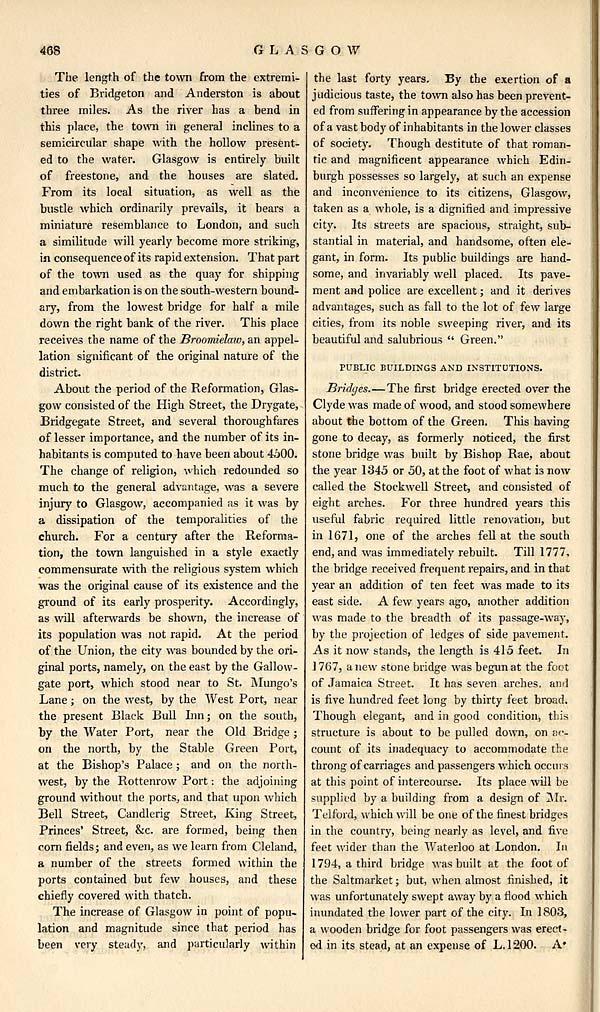 468
GLASGOW
The length of the town from the extremi-
ties of Bridgeton and Anderston is about
three miles. As the river has a bend in
this place, the town in general inclines to a
semicircular shape with the hollow present-
ed to the water. Glasgow is entirely built
of freestone, and the houses are slated.
From its local situation, as well as the
bustle which ordinarily prevails, it bears a
miniature resemblance to London, and such
a similitude will yearly become more striking,
in consequence of its rapid extension. That part
of the town used as the quay for shipping
and embarkation is on the south-western bound-
ary, from the lowest bridge for half a mile
down the right bank of the river. This place
receives the name of the Broomielaw, an appel-
lation significant of the original nature of the
district.
About the period of the Reformation, Glas-
gow consisted of the High Street, the Drygate,
Bridgegate Street, and several thoroughfares
of lesser importance, and the number of its in-
habitants is computed to have been about 4500.
The change of religion, which redounded so
much to the general advantage, was a severe
injury to Glasgow, accompanied as it was by
a dissipation of the temporalities of the
church. For a century after the Reforma-
tion, the town languished in a style exactly
commensurate with the religious system which
was the original cause of its existence and the
ground of its early prosperity. Accordingly,
as will afterwards be shown, the increase of
its population was not rapid. At the period
of the Union, the city was bounded by the ori-
ginal ports, namely, on the east by the Gallow-
gate port, which stood near to St. Mungo's
Lane; on the west, by the West Port, near
the present Black Bull Inn; on the south,
by the Water Port, near the Old Bridge;
on the north, by the Stable Green Port,
at the Bishop's Palace; and on the north-
west, by the Rottenrow Port: the adjoining
ground without the ports, and that upon which
Bell Street, Candlerig Street, King Street,
Princes' Street, &c. are formed, being then
corn fields; and even, as we learn from Cleland,
a number of the streets formed within the
ports contained but few houses, and these
chiefly covered with thatch.
The increase of Glasgow in point of popu-
lation and magnitude since that period has
been very steady, and particularly within
the last forty years. By the exertion of a
judicious taste, the town also has been prevent-
ed from suffering in appearance by the accession
of a vast body of inhabitants in the lower classes
of society. Though destitute of that roman-
tic and magnificent appearance which Edin-
burgh possesses so largely, at such an expense
and inconvenience to its citizens, Glasgow,
taken as a whole, is a dignified and impressive
city. Its streets are spacious, straight, sub-
stantial in material, and handsome, often ele-
gant, in form. Its public buildings are hand-
some, and invariably well placed. Its pave-
ment and police are excellent; and it derives
advantages, such as fall to the lot of few large
cities, from its noble sweeping river, and its
beautiful and salubrious "Green."
PUBLIC BUILDINGS AND INSTITUTIONS.
Bridges.—The first bridge erected over the
Clyde was made of wood, and stood somewhere
about the bottom of the Green. This having
gone to decay, as formerly noticed, the first
stone bridge was built by Bishop Rae, about
the year 1345 or 50, at the foot of what is now
called the Stockwell Street, and consisted of
eight arches. For three hundred years this
useful fabric required little renovation, but
in 1671, one of the arches fell at the south
end, and was immediately rebuilt. Till 1777,
the bridge received frequent repairs, and in that
year an addition of ten feet was made to its
east side. A few years ago, another addition
was made to the breadth of its passage-way,
by the projection of ledges of side pavement.
As it now stands, the length is 415 feet. In
1767, a new stone bridge was begun at the foot
of Jamaica Street. It has seven arches, and
is five hundred feet long by thirty feet broad.
Though elegant, and in good condition, this
structure is about to be pulled down, on ac-
count of its inadequacy to accommodate the
throng of carriages and passengers which occurs
at this point of intercourse. Its place will be
supplied by a building from a design of Mr.
Telford, which will be one of the finest bridges
in the country, being nearly as level, and five
feet wider than the Waterloo at London. In
1794, a third bridge was built at the foot of
the Saltmarket; but, when almost finished, it
was unfortunately swept away by a flood which
inundated the lower part of the city. In 1803,
a wooden bridge for foot passengers was erect-
ed in its stead, at an expense of L.1200. A